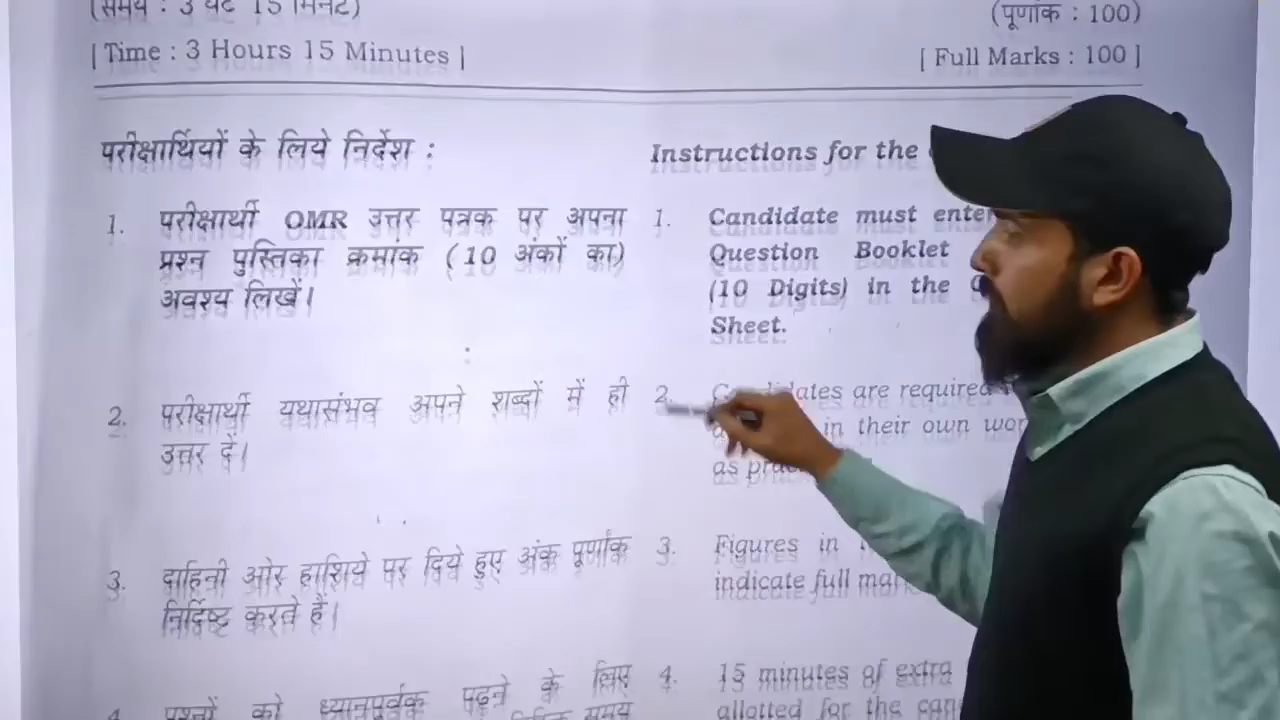 (समय : 3 घंटे 15 मिनट)
(पूर्णांक : 100)
[ Time : 3 Hours 15 Minutes ]
[ Full Marks : 100 ]
परीक्षार्थियों के लिये निर्देश :
1. परीक्षार्थी OMR उत्तर पत्रक पर अपना
प्रश्न पुस्तिका क्रमांक (10 अंकों का)
अवश्य लिखें।
2. परीक्षार्थी यथासंभव अपने शब्दों में ही
उत्तर दें।
3. दाहिनी ओर हाशिये पर दिये हुए अंक पूर्णांक
निर्दिष्ट करते हैं।
4. प्रश्नों को ध्यानपूर्वक पढ़ने के लिए
Instructions for the
1. Candidate must enter
Question Booklet
(10 Digits) in the
Sheet.
2. are required
in their own
as
3. Figures in
indicate full
4. 15 minutes of extra
allotted for the